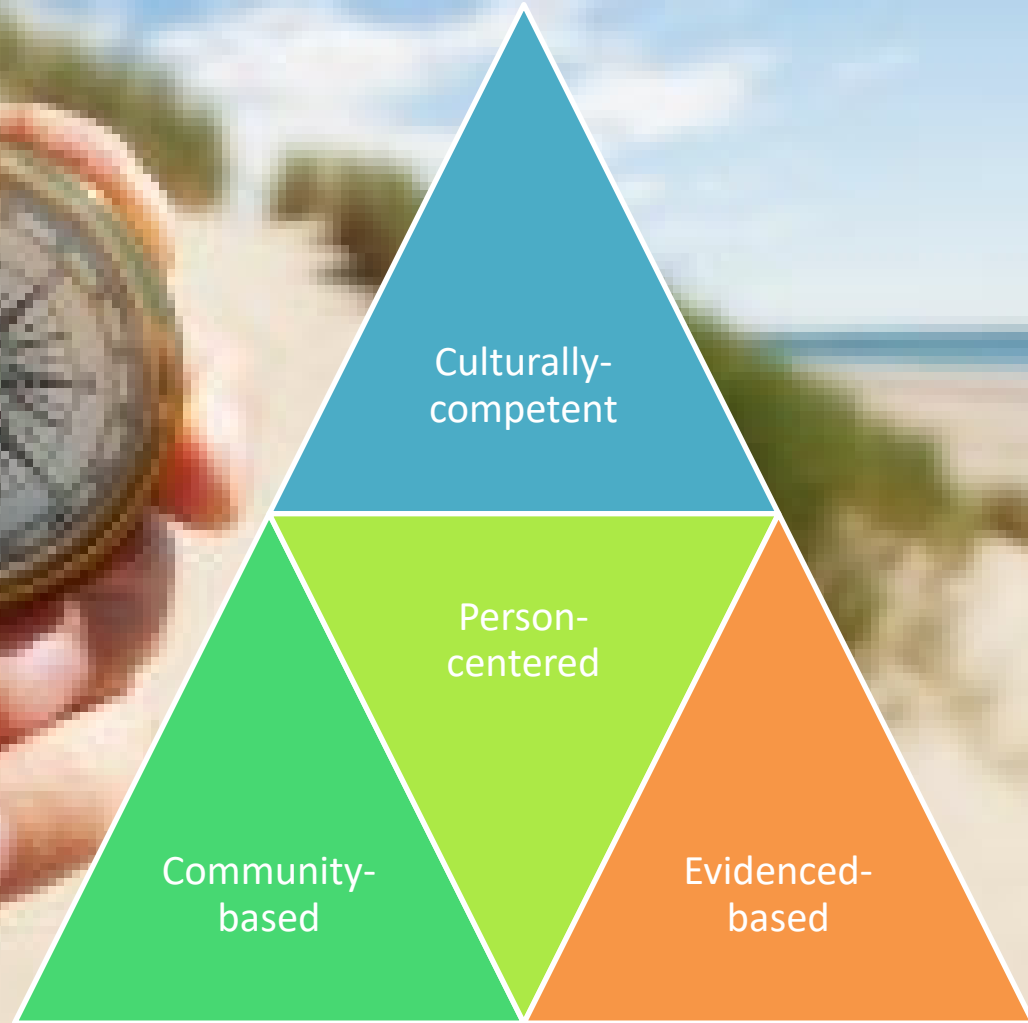 Culturally-
competent
Person-
centered
Community-
based
Evidenced-
based